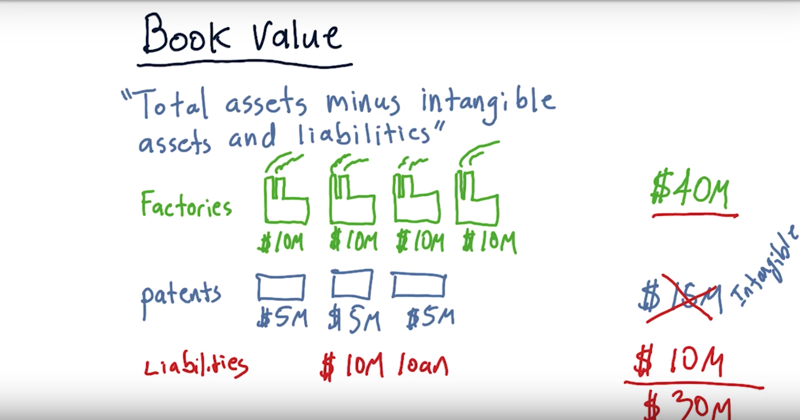 Book Value
"Total assets minus intangible
assets and liabilities"
Factories
$10M $10M $10M $10M
$40M
patents
$5M $5M $5M
$15M Intangible
Liabilities $10M loan $10M
$30M